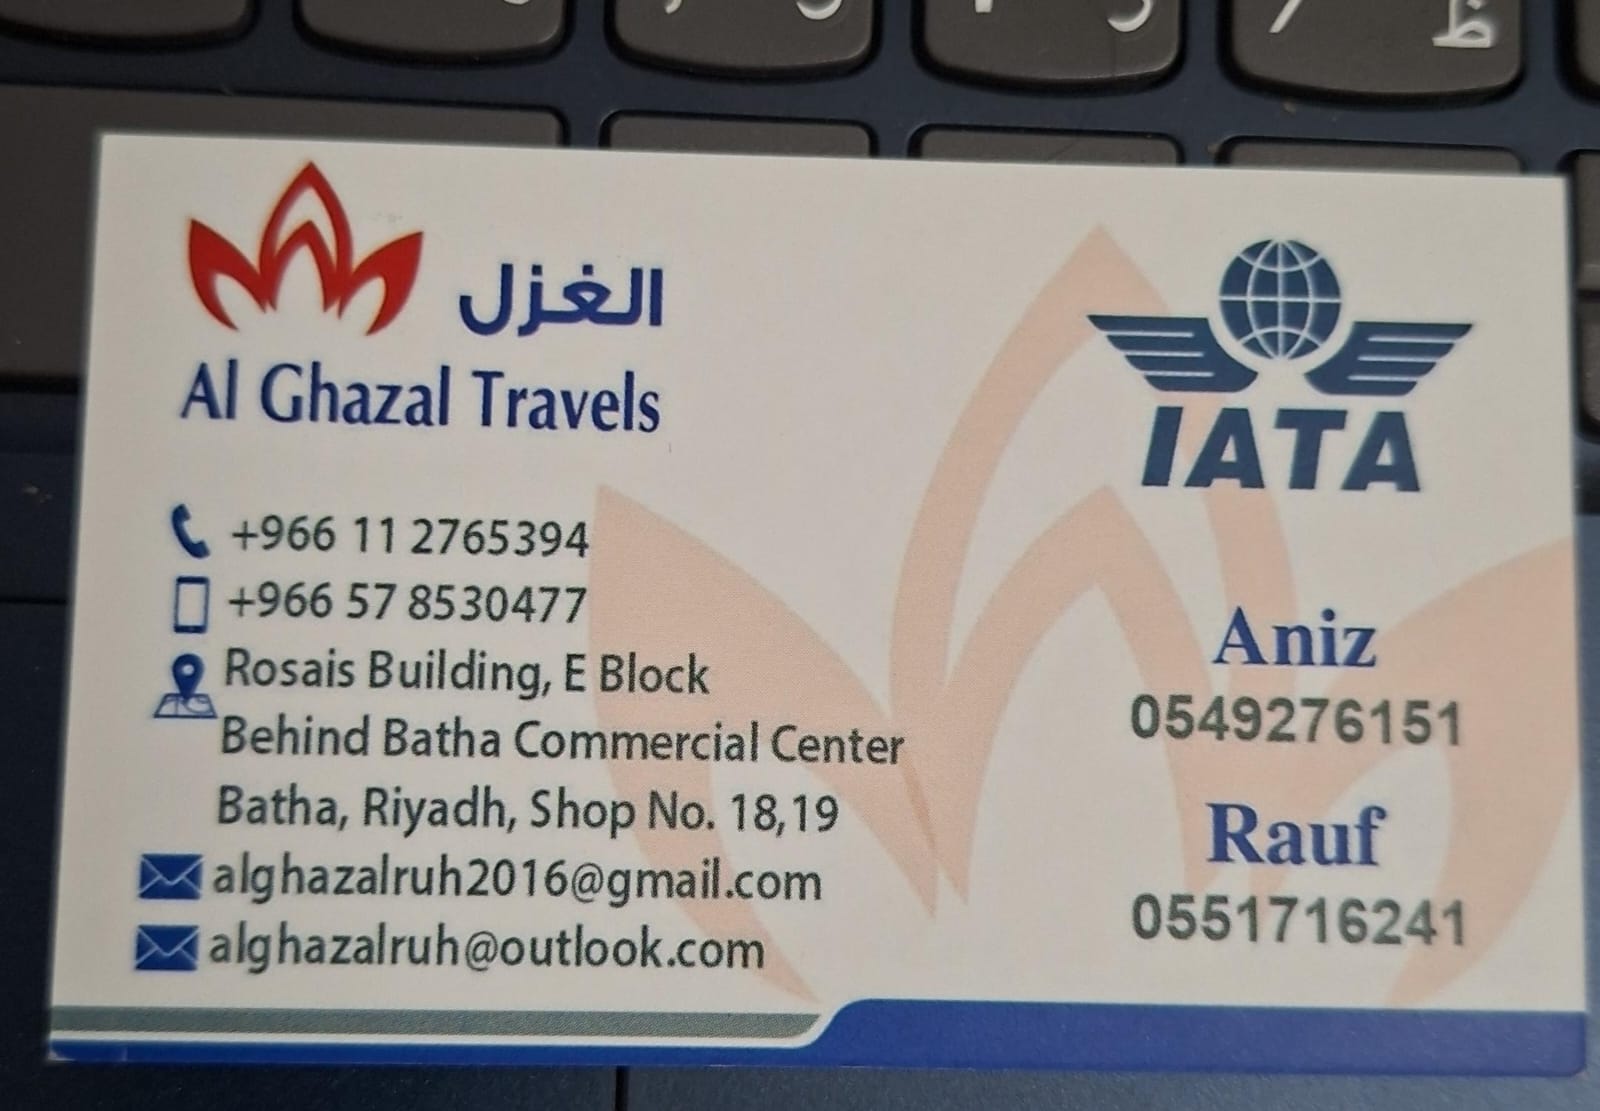 الغزل
Al Ghazal Travels
+966 11 2765394
+966 57 8530477
Rosais Building, E Block
Behind Batha Commercial Center
Batha, Riyadh, Shop No. 18,19
alghazalruh2016@gmail.com
alghazalruh@outlook.com
IATA
Aniz
0549276151
Rauf
0551716241
ظ